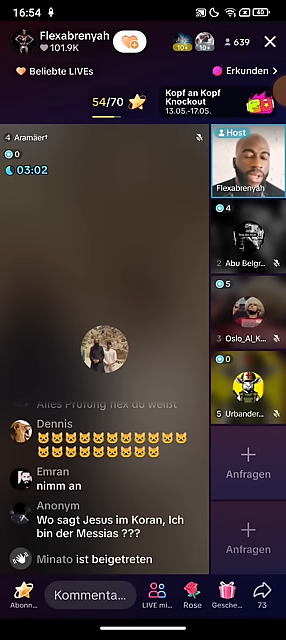 16:54
40
Flexabrenyah
101.9K
10+
10+
639
Beliebte LIVEs
Erkunden
54/70
Kopf an Kopf
Knockout
13.05.-17.05.
4 Aramäer†
0
03:02
Host
Flexabrenyah
4
2 Abu Belgr...
5
3 Oslo_Al_K...
0
5 Urbander...
Anfragen
Anfragen
Alles Prüfung flex du weißt
Dennis
😼😼😼😼😼😼😼😼😼😼😼
😼😼😼😼😼😼😼😼😼
Emran
nimm an
Anonym
Wo sagt Jesus im Koran, Ich
bin der Messias ???
Minato ist beigetreten
Abonn...
Kommenta...
LIVE mi...
Rose
Gesche...
73